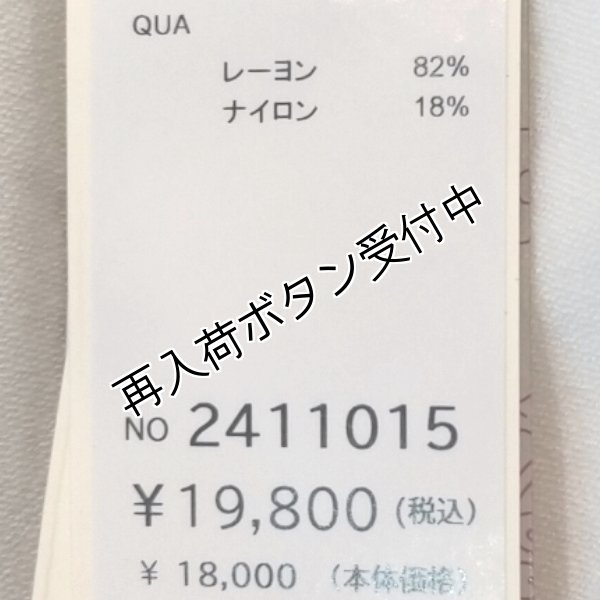 QUA
レーヨン 82%
ナイロン 18%
再入荷ボタン受付中
NO 2411015
¥19,800 (税込)
¥ 18,000 (本体価格)